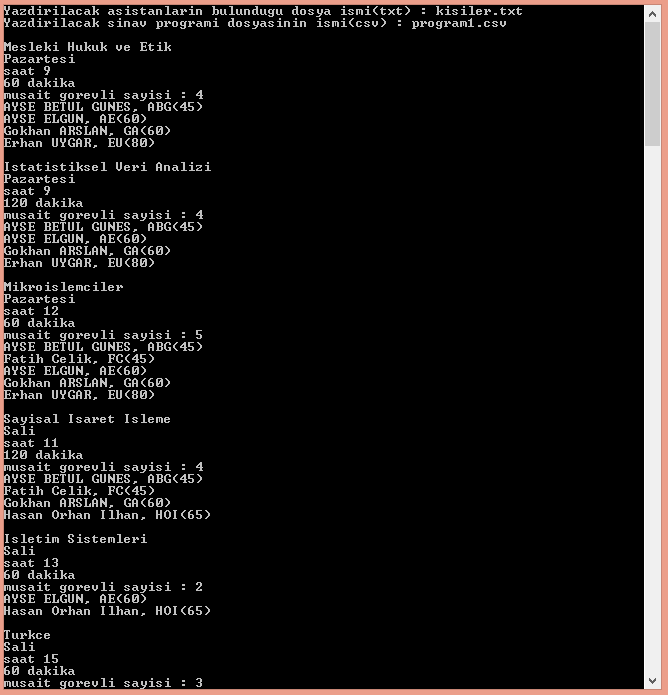 Yazdirilacak asistanlarin bulundugu dosya ismi(txt) : kisiler.txt
Yazdirilacak sinav programi dosyasinin ismi(csv) : program1.csv
Mesleki Hukuk ve Etik
Pazartesi
saat 9
60 dakika
musait gorevli sayisi : 4
AYSE BETUL GUNES, ABG(45)
AYSE ELGUN, AE(60)
Gokhan ARSLAN, GA(60)
Erhan UYGAR, EU(80)
Istatistiksel Veri Analizi
Pazartesi
saat 9
120 dakika
musait gorevli sayisi : 4
AYSE BETUL GUNES, ABG(45)
AYSE ELGUN, AE(60)
Gokhan ARSLAN, GA(60)
Erhan UYGAR, EU(80)
Mikroislemciler
Pazartesi
saat 12
60 dakika
musait gorevli sayisi : 5
AYSE BETUL GUNES, ABG(45)
Fatih Celik, FC(45)
AYSE ELGUN, AE(60)
Gokhan ARSLAN, GA(60)
Erhan UYGAR, EU(80)
Sayisal Isaret Isleme
Sali
saat 11
120 dakika
musait gorevli sayisi : 4
AYSE BETUL GUNES, ABG(45)
Fatih Celik, FC(45)
Gokhan ARSLAN, GA(60)
Hasan Orhan Ilhan, HOI(65)
Isletim Sistemleri
Sali
saat 13
60 dakika
musait gorevli sayisi : 2
AYSE ELGUN, AE(60)
Hasan Orhan Ilhan, HOI(65)
Turkce
Sali
saat 15
60 dakika
musait gorevli sayisi : 3